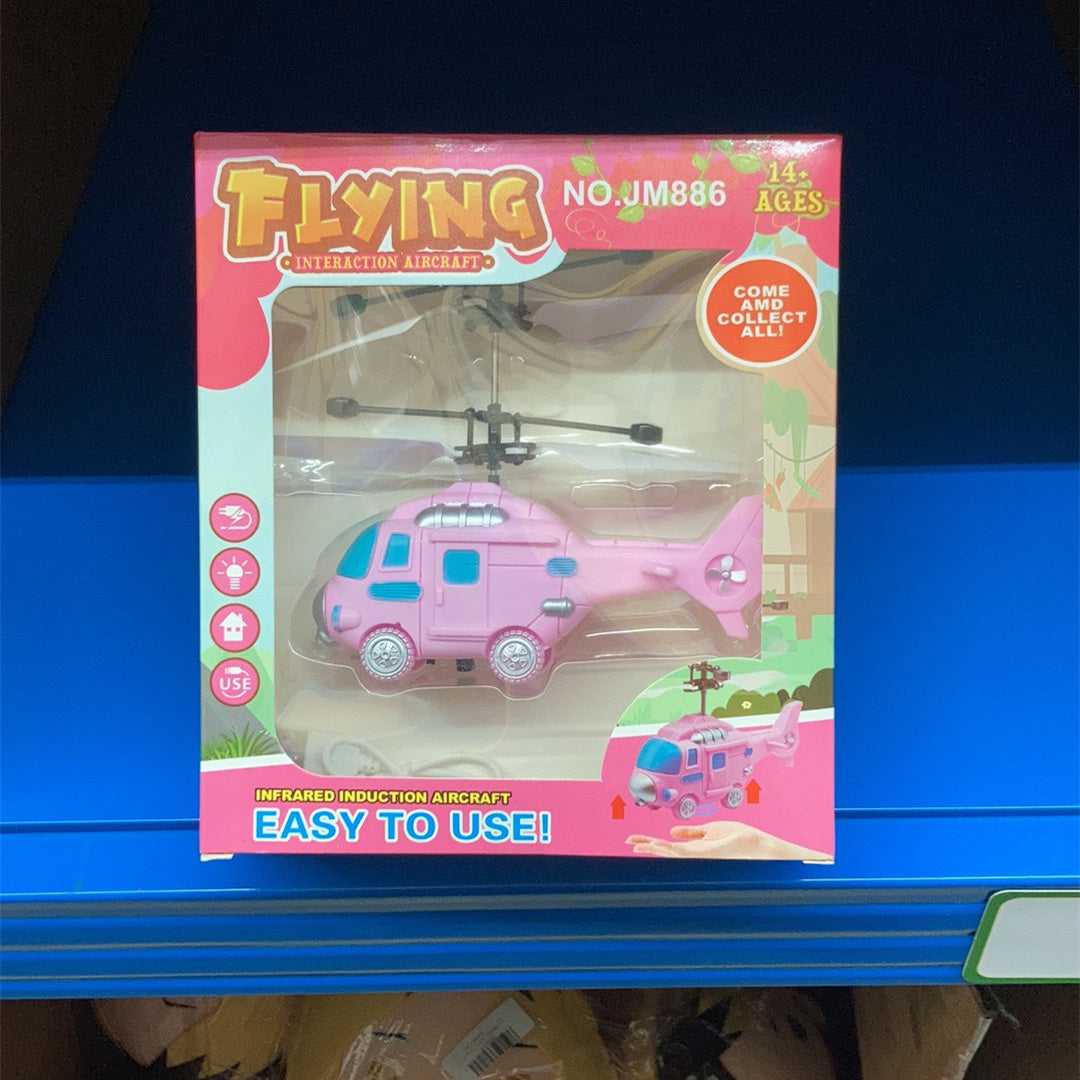 FLYING
INTERACTION AIRCRAFT
NO.JM886
14+
AGES
COME
AMD
COLLECT
ALL!
USE
INFRARED INDUCTION AIRCRAFT
EASY TO USE!